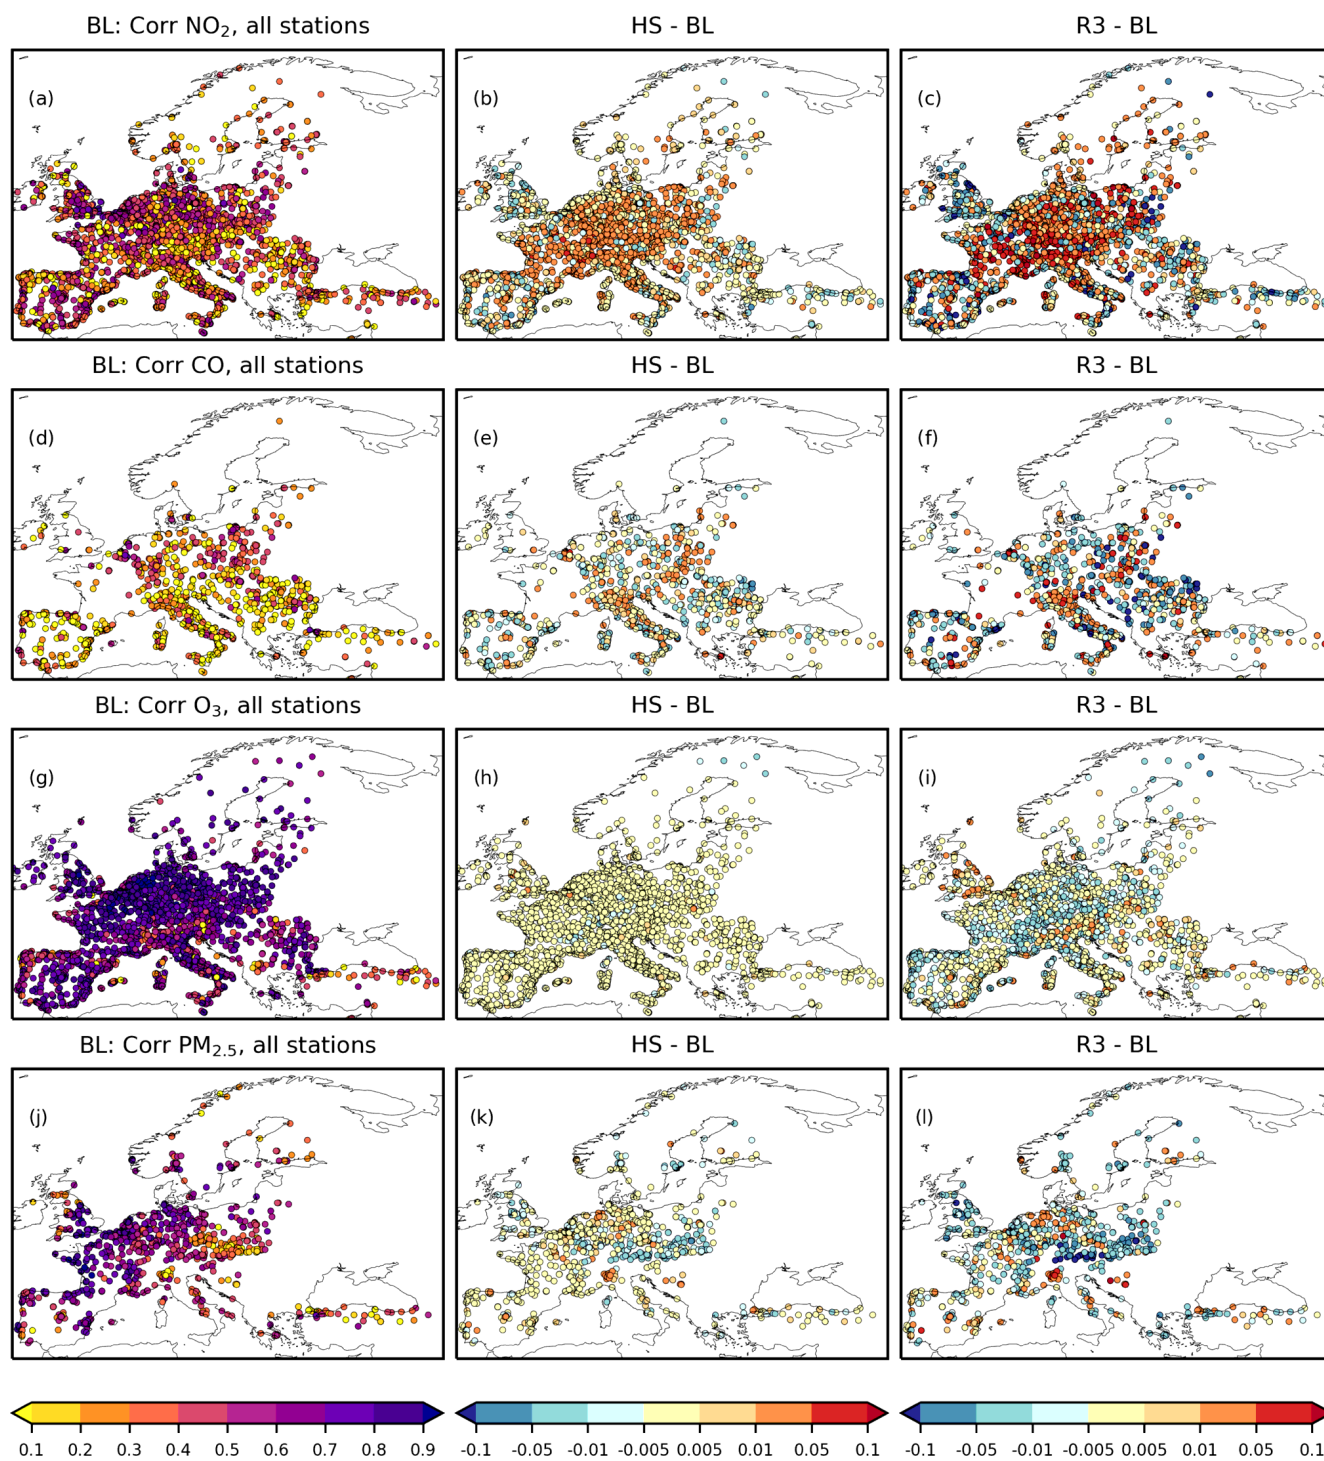 BL: Corr NO₂, all stations HS - BL R3 - BL
(a) (b) (c)
BL: Corr CO, all stations HS - BL R3 - BL
(d) (e) (f)
BL: Corr O₃, all stations HS - BL R3 - BL
(g) (h) (i)
BL: Corr PM₂.₅, all stations HS - BL R3 - BL
(j) (k) (l)
0.1 0.2 0.3 0.4 0.5 0.6 0.7 0.8 0.9 -0.1 -0.05 -0.01 -0.005 0.005 0.01 0.05 0.1 -0.1 -0.05 -0.01 -0.005 0.005 0.01 0.05 0.1